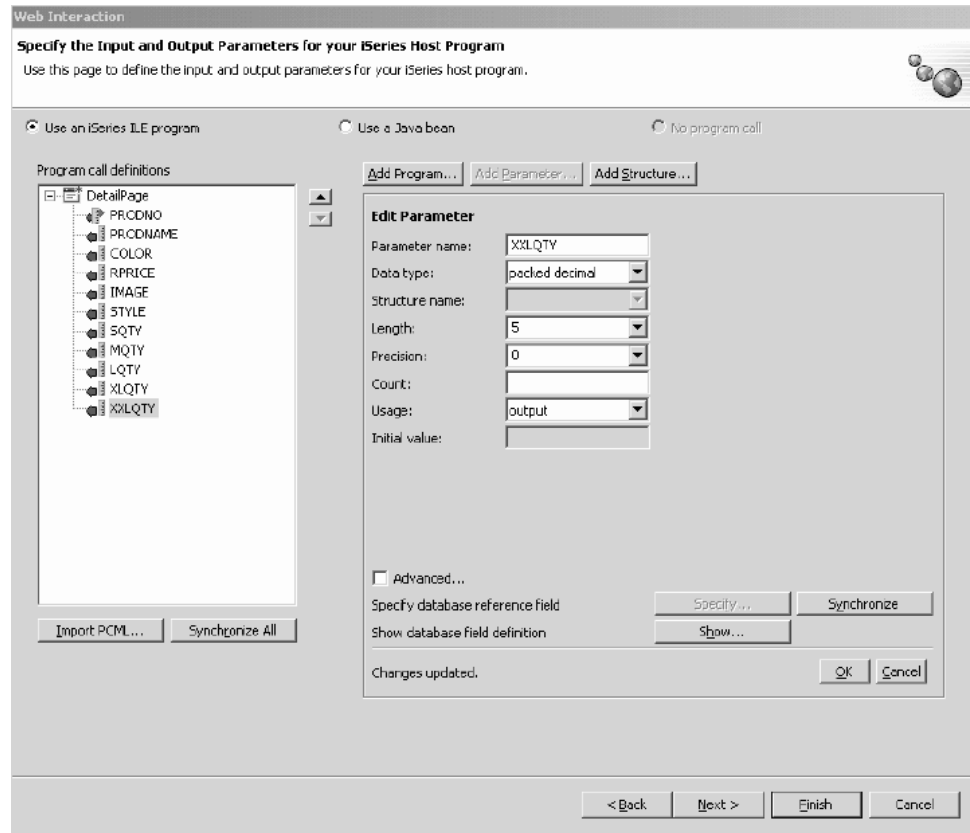 Web Interaction
Specify the Input and Output Parameters for your iSeries Host Program
Use this page to define the input and output parameters for your iSeries host program.
Use an iSeries ILE program
Use a Java bean
No program call
Program call definitions
DetailPage
PRODNO
PRODNAME
COLOR
RPRICE
IMAGE
STYLE
SQTY
MQTY
LQTY
XLQTY
XXLQTY
Import PCML...
Synchronize All
Add Program...
Add Parameter...
Add Structure...
Edit Parameter
Parameter name: XXLQTY
Data type: packed decimal
Structure name:
Length: 5
Precision: 0
Count:
Usage: output
Initial value:
Advanced...
Specify database reference field Specify... Synchronize
Show database field definition Show...
Changes updated. OK Cancel
< Back Next > Finish Cancel